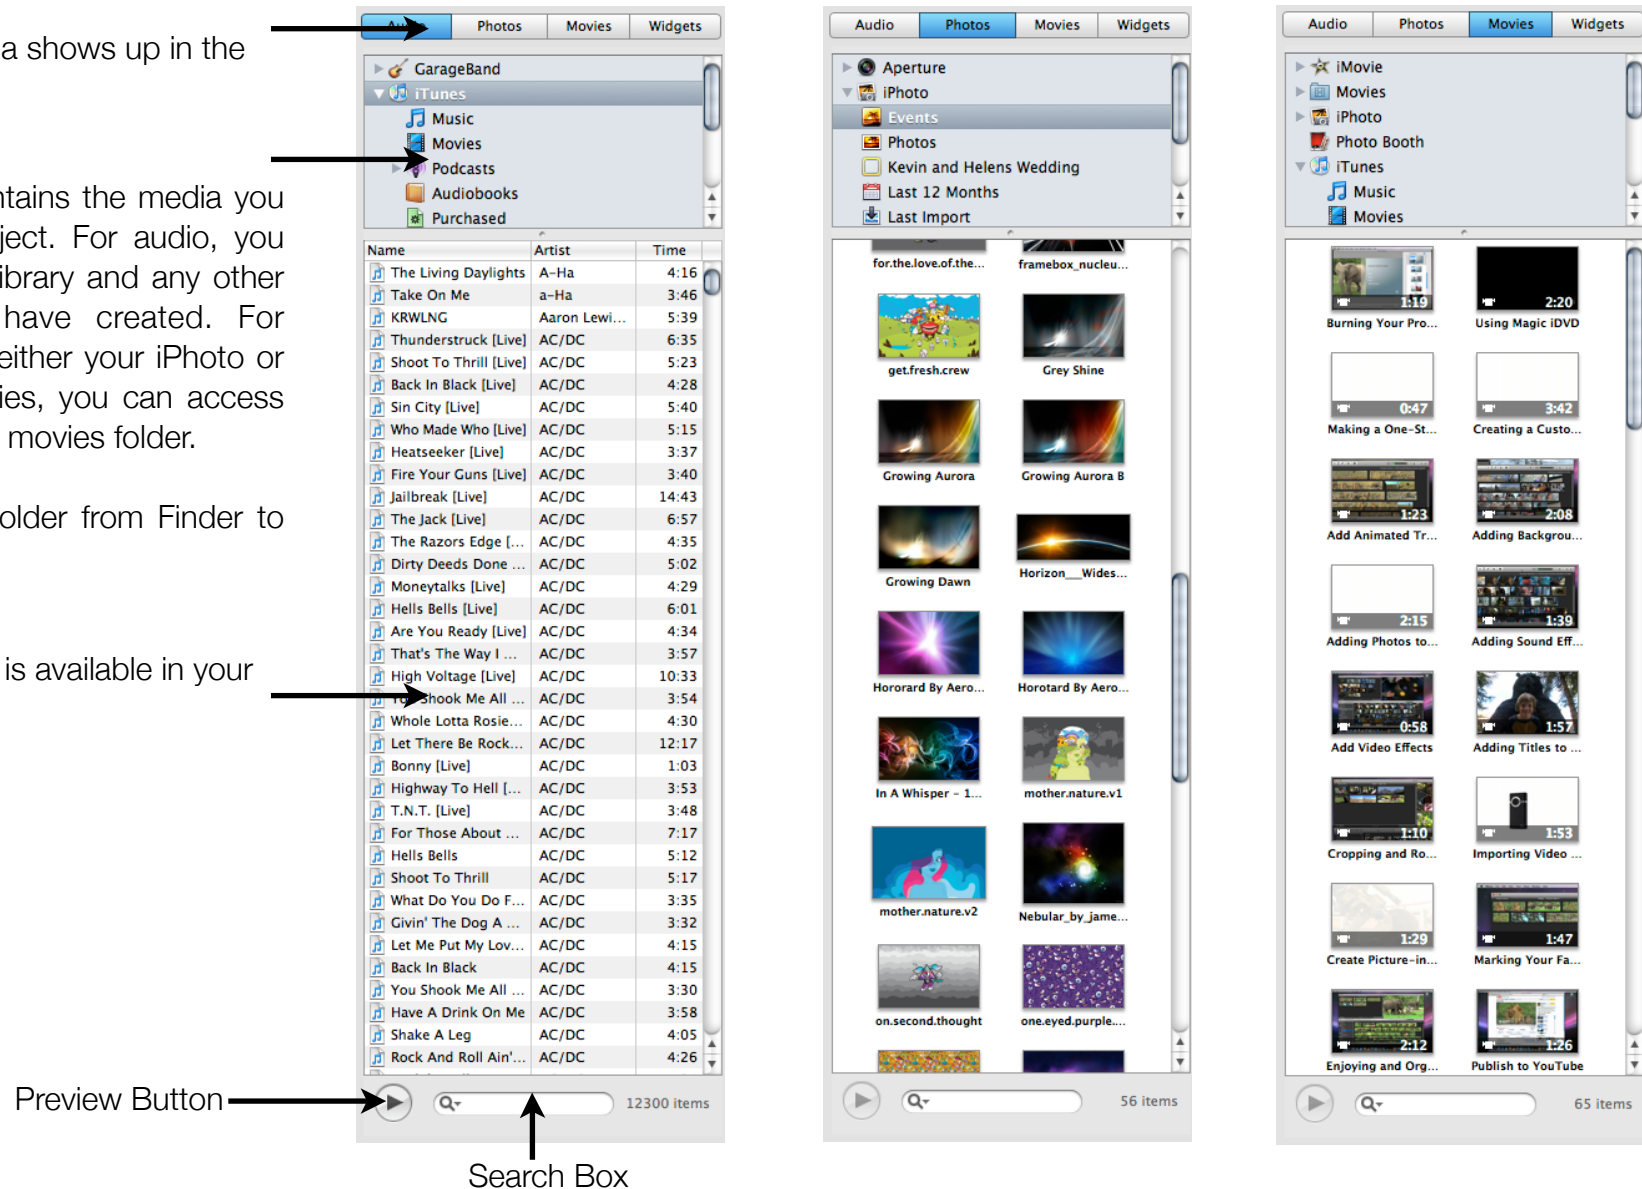 a shows up in the
ntains the media you
ject. For audio, you
ibrary and any other
have created. For
either your iPhoto or
ies, you can access
movies folder.
older from Finder to
is available in your
Preview Button
Search Box
Photos Movies Widgets
GarageBand
iTunes
Music
Movies
Podcasts
Audiobooks
Purchased
Name Artist Time
The Living Daylights A-Ha 4:16
Take On Me a-Ha 3:46
KRWLNG Aaron Lewi... 5:39
Thunderstruck [Live] AC/DC 6:35
Shoot To Thrill [Live] AC/DC 5:23
Back In Black [Live] AC/DC 4:28
Sin City [Live] AC/DC 5:40
Who Made Who [Live] AC/DC 5:15
Heatseeker [Live] AC/DC 3:37
Fire Your Guns [Live] AC/DC 3:40
Jailbreak [Live] AC/DC 14:43
The Jack [Live] AC/DC 6:57
The Razors Edge [... AC/DC 4:35
Dirty Deeds Done ... AC/DC 5:02
Moneytalks [Live] AC/DC 4:29
Hells Bells [Live] AC/DC 6:01
Are You Ready [Live] AC/DC 4:34
That's The Way I ... AC/DC 3:57
High Voltage [Live] AC/DC 10:33
You Shook Me All ... AC/DC 3:54
Whole Lotta Rosie... AC/DC 4:30
Let There Be Rock... AC/DC 12:17
Bonny [Live] AC/DC 1:03
Highway To Hell [... AC/DC 3:53
T.N.T. [Live] AC/DC 3:48
For Those About ... AC/DC 7:17
Hells Bells AC/DC 5:12
Shoot To Thrill AC/DC 5:17
What Do You Do F... AC/DC 3:35
Givin' The Dog A ... AC/DC 3:32
Let Me Put My Lov... AC/DC 4:15
Back In Black AC/DC 4:15
You Shook Me All ... AC/DC 3:30
Have A Drink On Me AC/DC 3:58
Shake A Leg AC/DC 4:05
Rock And Roll Ain'... AC/DC 4:26
12300 items
Audio Photos Movies Widgets
Aperture
iPhoto
Events
Photos
Kevin and Helens Wedding
Last 12 Months
Last Import
for.the.love.of.the... framebox_nucleu...
get.fresh.crew Grey Shine
Growing Aurora Growing Aurora B
Growing Dawn Horizon___Wides...
Hororard By Aero... Horotard By Aero...
In A Whisper - 1... mother.nature.v1
mother.nature.v2 Nebular_by_jame...
on.second.thought one.eyed.purple....
56 items
Audio Photos Movies Widgets
iMovie
Movies
iPhoto
Photo Booth
iTunes
Music
Movies
1:19 2:20
Burning Your Pro... Using Magic iDVD
0:47 3:42
Making a One-St... Creating a Custo...
1:23 2:08
Add Animated Tr... Adding Backgrou...
2:15 1:39
Adding Photos to... Adding Sound Eff...
0:58 1:57
Add Video Effects Adding Titles to ...
1:10 1:53
Cropping and Ro... Importing Video ...
1:29 1:47
Create Picture-in... Marking Your Fa...
2:12 1:26
Enjoying and Org... Publish to YouTube
65 items